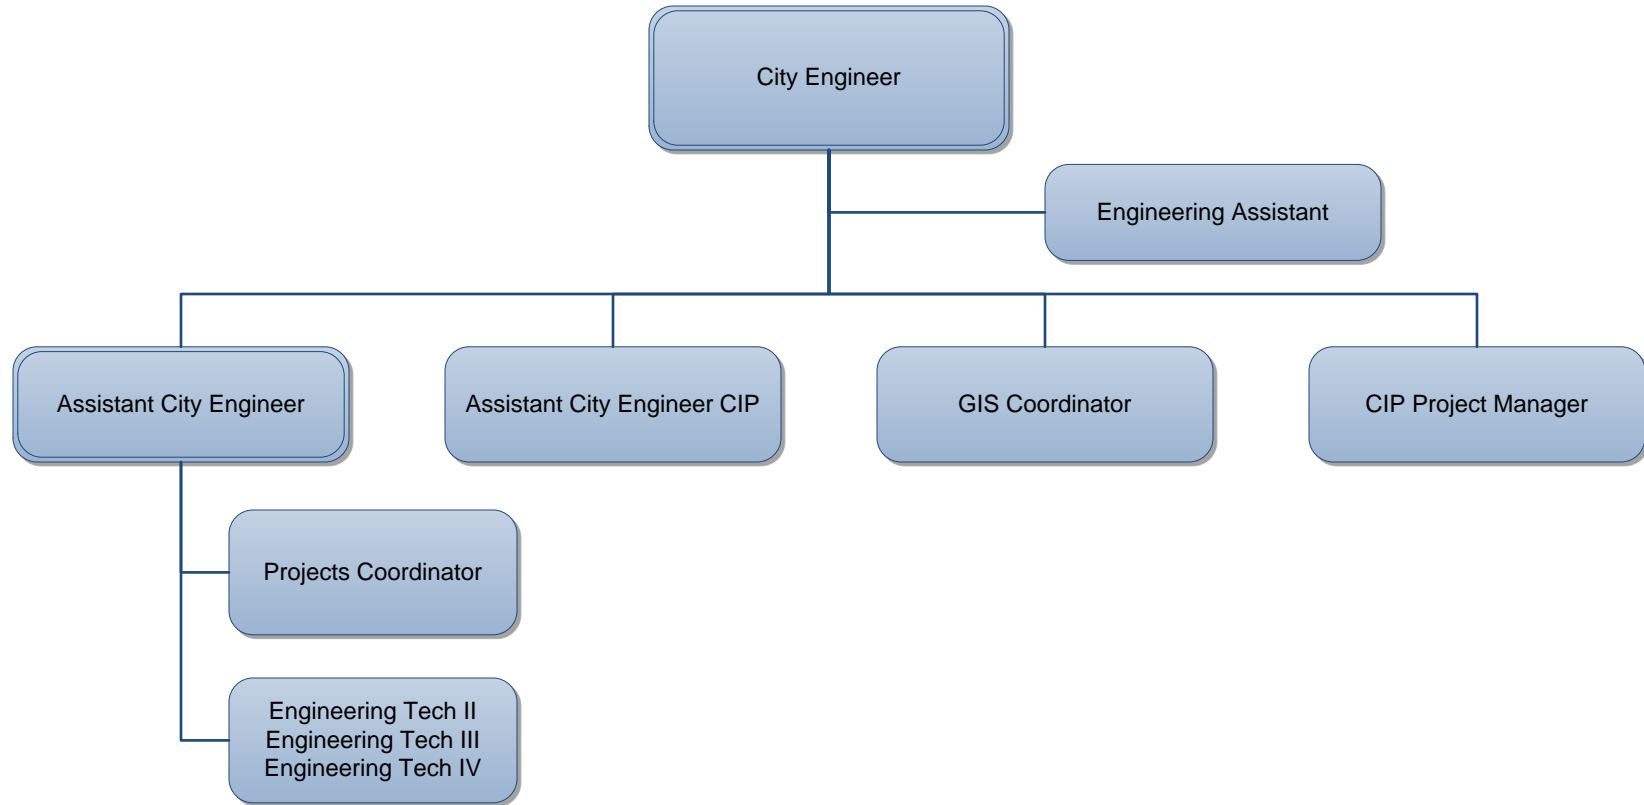 City Engineer
Engineering Assistant
Assistant City Engineer
Assistant City Engineer CIP
GIS Coordinator
CIP Project Manager
Projects Coordinator
Engineering Tech II
Engineering Tech III
Engineering Tech IV